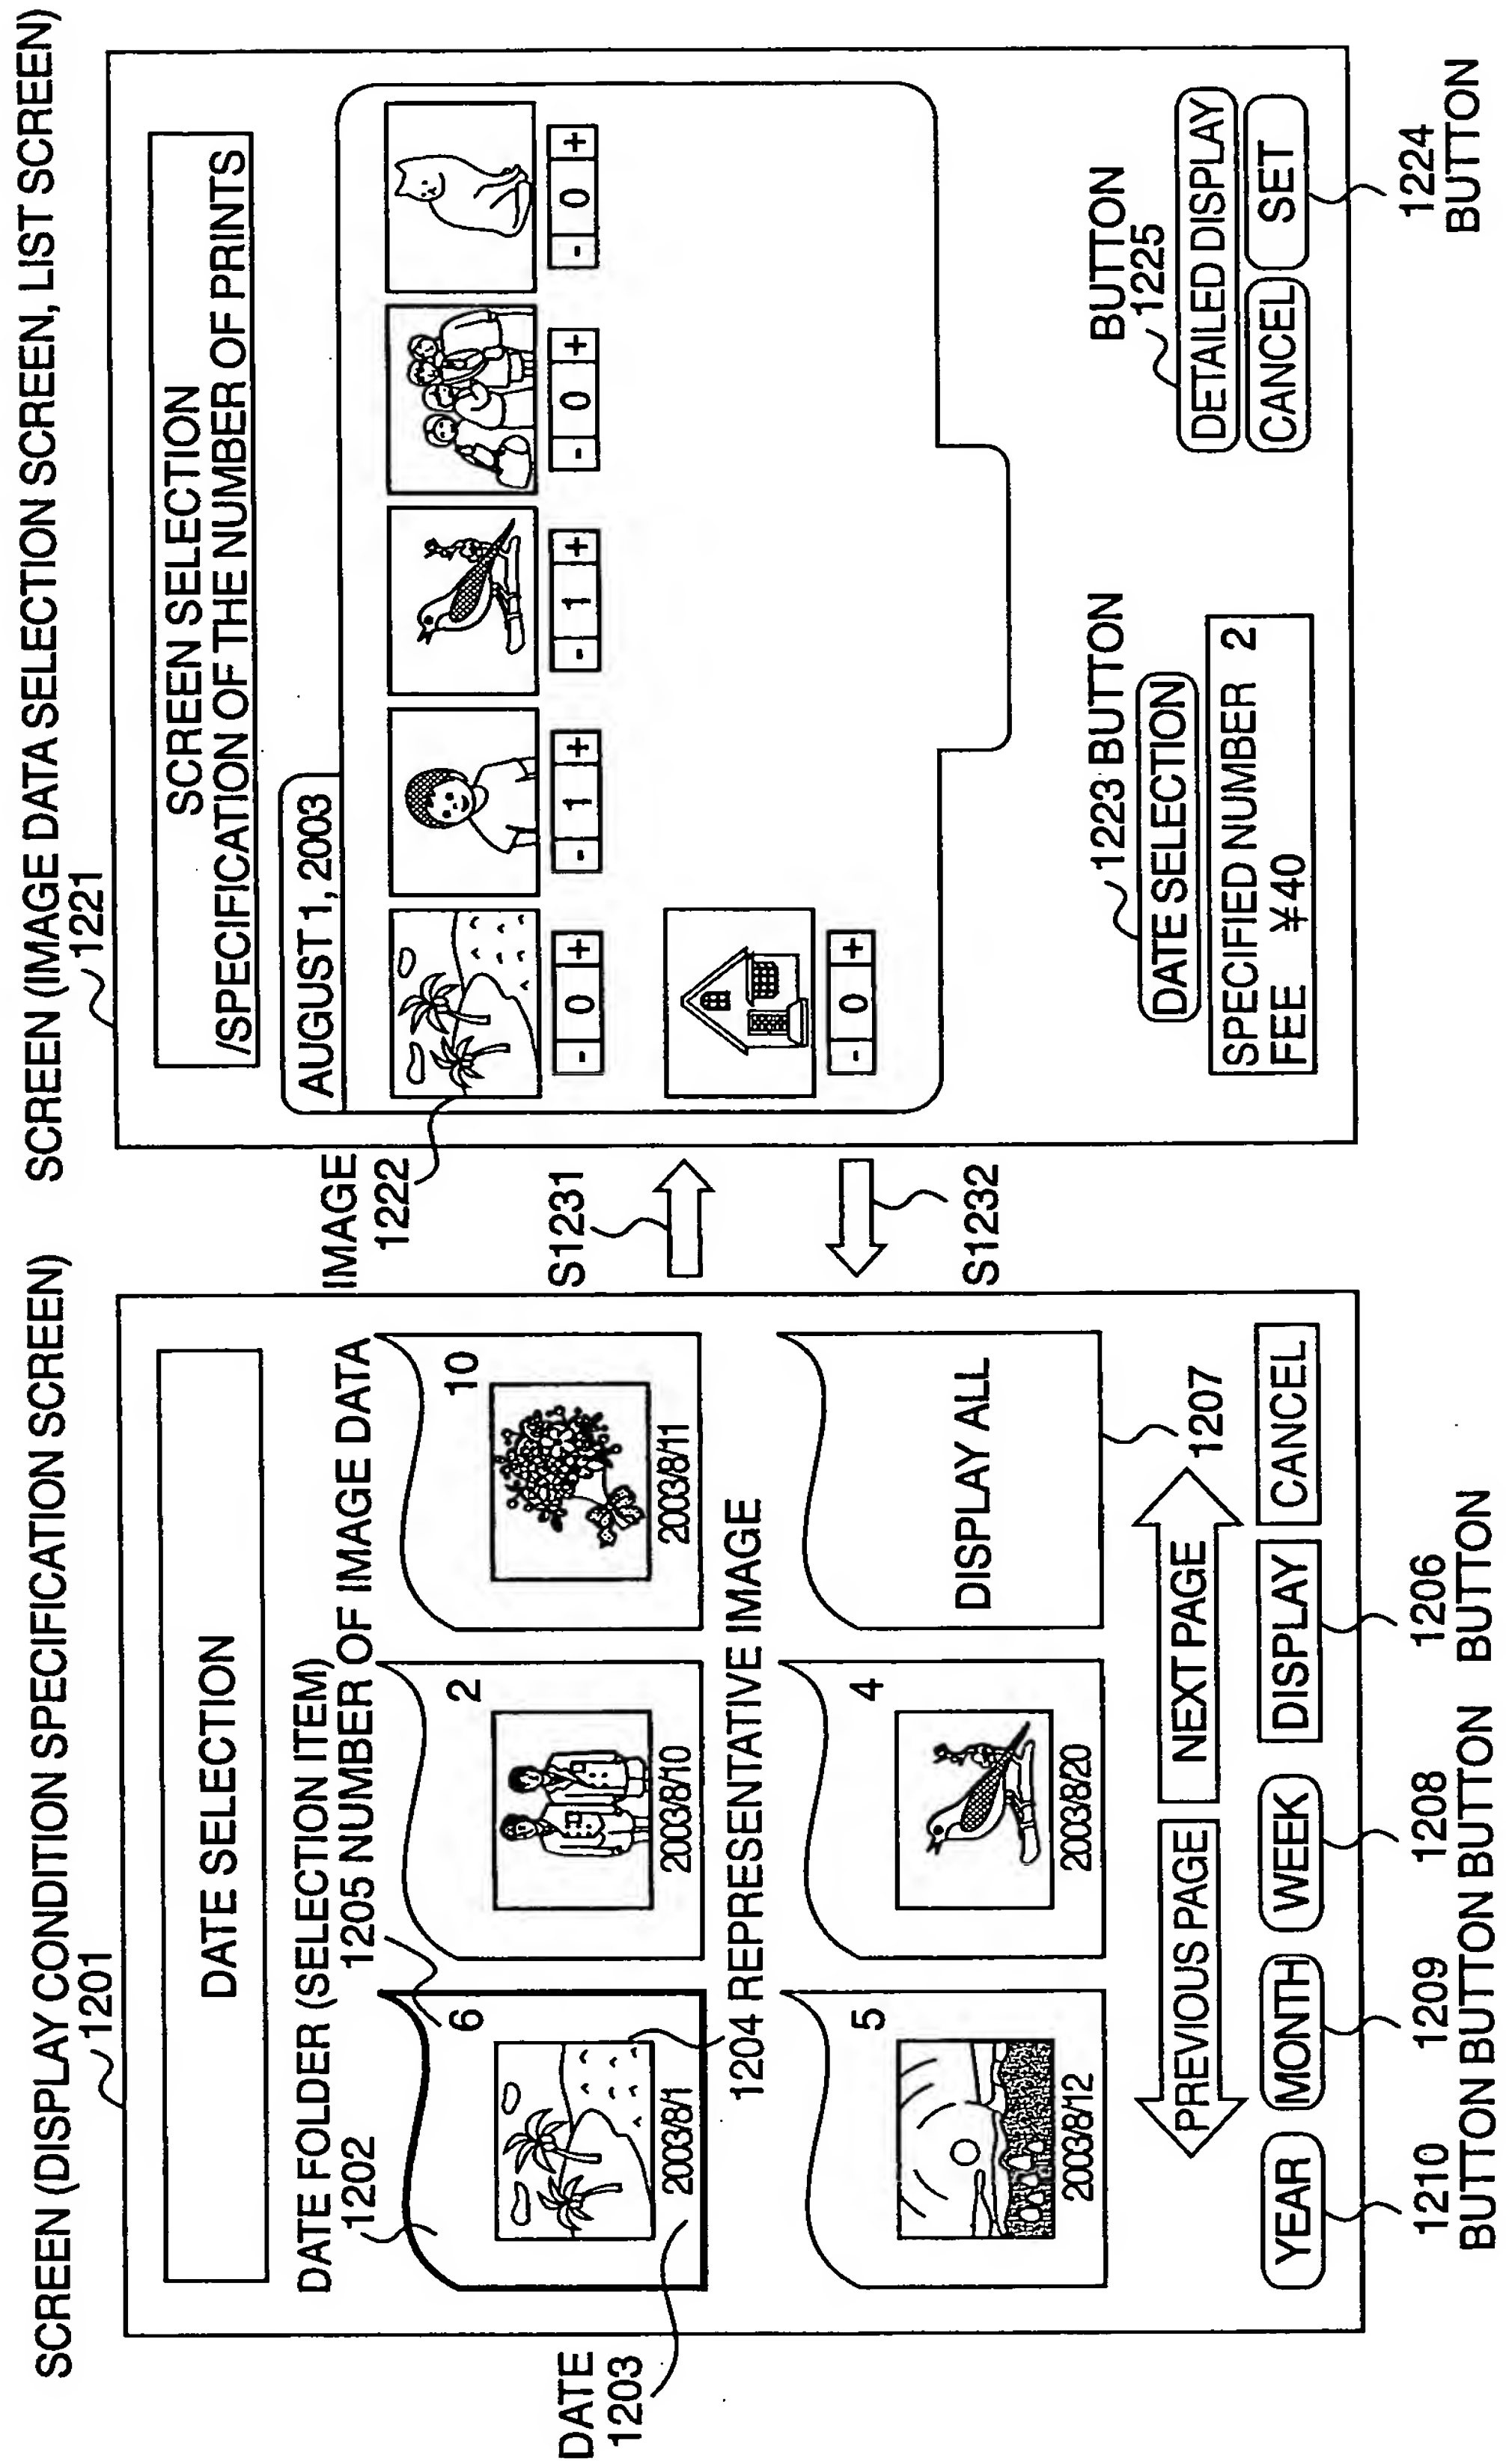 SCREEN (DISPLAY CONDITION SPECIFICATION SCREEN)
1201
DATE SELECTION
DATE FOLDER (SELECTION ITEM)
1202
1205 NUMBER OF IMAGE DATA
6
2003/8/1
2
2003/8/10
10
2003/8/11
DATE
1203
1204 REPRESENTATIVE IMAGE
5
2003/8/12
4
2003/8/20
DISPLAY ALL
1207
PREVIOUS PAGE
NEXT PAGE
YEAR
MONTH
WEEK
DISPLAY
CANCEL
1210
BUTTON
1209
BUTTON
1208
BUTTON
1206
BUTTON
S1231
S1232
SCREEN (IMAGE DATA SELECTION SCREEN, LIST SCREEN)
1221
SCREEN SELECTION
/SPECIFICATION OF THE NUMBER OF PRINTS
AUGUST 1, 2003
IMAGE
1222
- 0 +
- 1 +
- 1 +
- 0 +
- 0 +
- 0 +
1223 BUTTON
DATE SELECTION
SPECIFIED NUMBER 2
FEE ¥40
BUTTON
1225
DETAILED DISPLAY
CANCEL
SET
1224
BUTTON